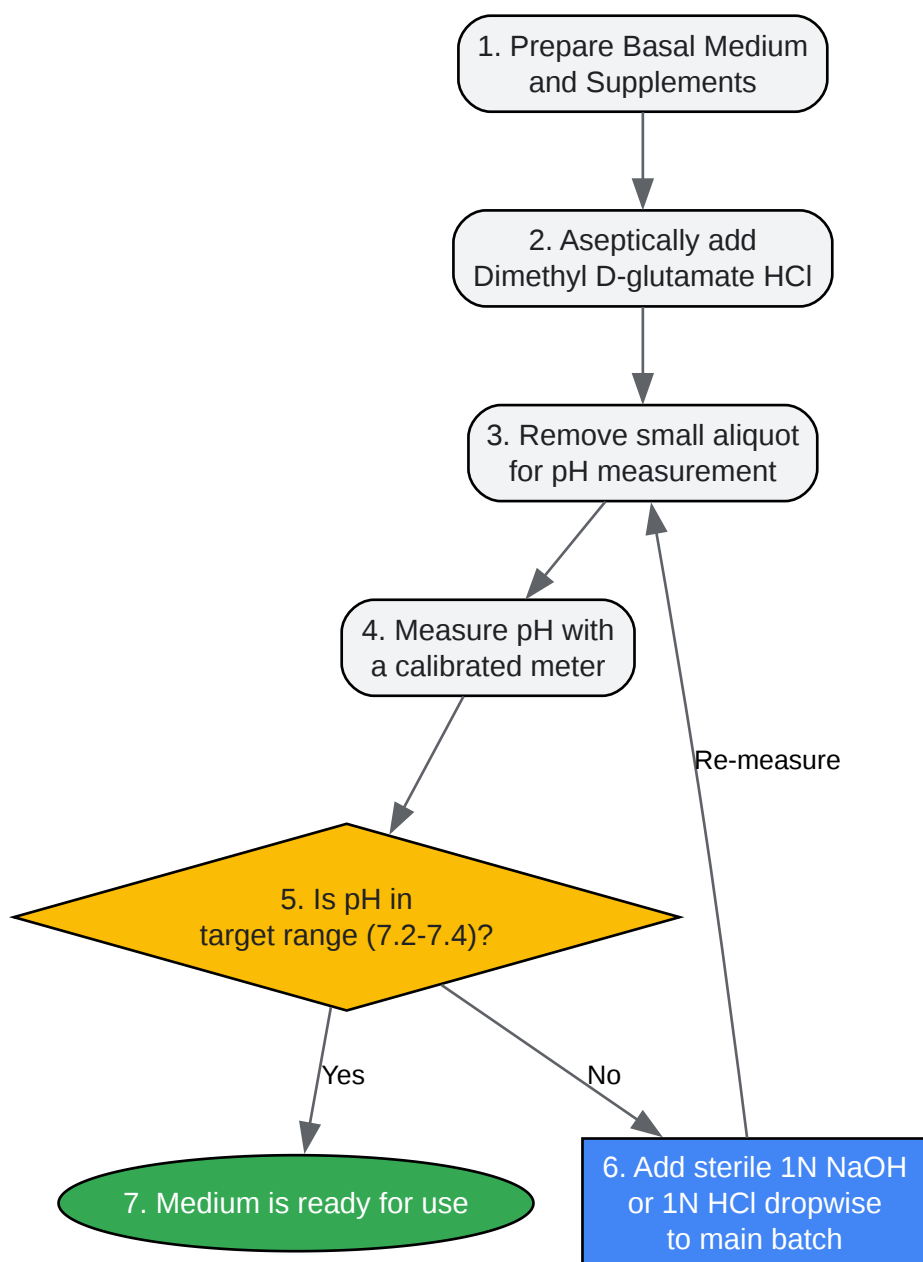 1. Prepare Basal Medium
and Supplements
2. Aseptically add
Dimethyl D-glutamate HCl
3. Remove small aliquot
for pH measurement
4. Measure pH with
a calibrated meter
Re-measure
5. Is pH in
target range (7.2-7.4)?
Yes
No
7. Medium is ready for use
6. Add sterile 1N NaOH
or 1N HCl dropwise
to main batch